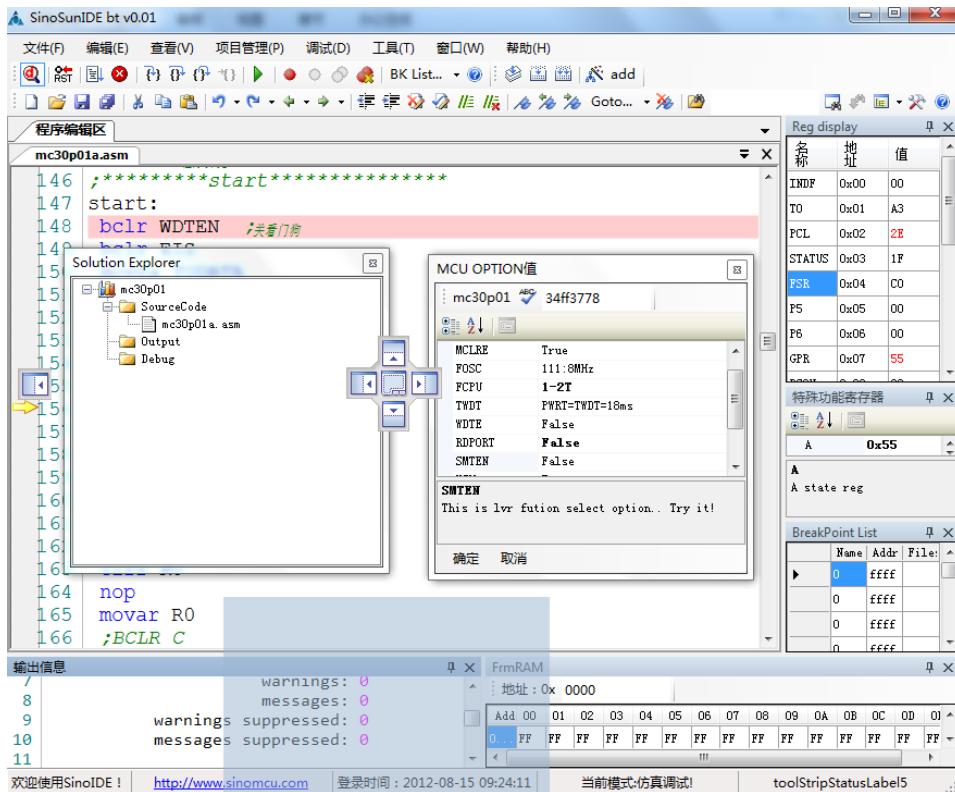 SinoSunIDE bt v0.01
文件(F) 编辑(E) 查看(V) 项目管理(P) 调试(D) 工具(T) 窗口(W) 帮助(H)
RST BK List... add
Goto...
程序编辑区
mc30p01a.asm
146 ;*********start***************
147 start:
148 bclr WDTEN ;关看门狗
149
164 nop
165 movar R0
166 ;BCLR C
Solution Explorer
mc30p01
SourceCode
mc30p01a.asm
Output
Debug
MCU OPTION值
mc30p01 ABC 34ff3778
MCLRE True
FOSC 111:8MHz
FCPU 1-2T
TWDT PWRT=TWDT=18ms
WDTE False
RDPORT False
SMTEN False
SMTEN
This is lvr fution select option.. Try it!
确定 取消
Reg display
名称 地址 值
INDF 0x00 00
T0 0x01 A3
PCL 0x02 2E
STATUS 0x03 1F
FSR 0x04 C0
P5 0x05 00
P6 0x06 00
GPR 0x07 55
特殊功能寄存器
A 0x55
A
A state reg
BreakPoint List
Name Addr File:
0 ffff
0 ffff
0 ffff
0 ffff
输出信息
7 warnings: 0
8 messages: 0
9 warnings suppressed: 0
10 messages suppressed: 0
11
FrmRAM
地址：0x 0000
Add 00 01 02 03 04 05 06 07 08 09 0A 0B 0C 0D
0... FF FF FF FF FF FF FF FF FF FF FF FF FF FF FF
欢迎使用SinoIDE！ http://www.sinomcu.com 登录时间：2012-08-15 09:24:11 当前模式:仿真调试! toolStripStatusLabel5